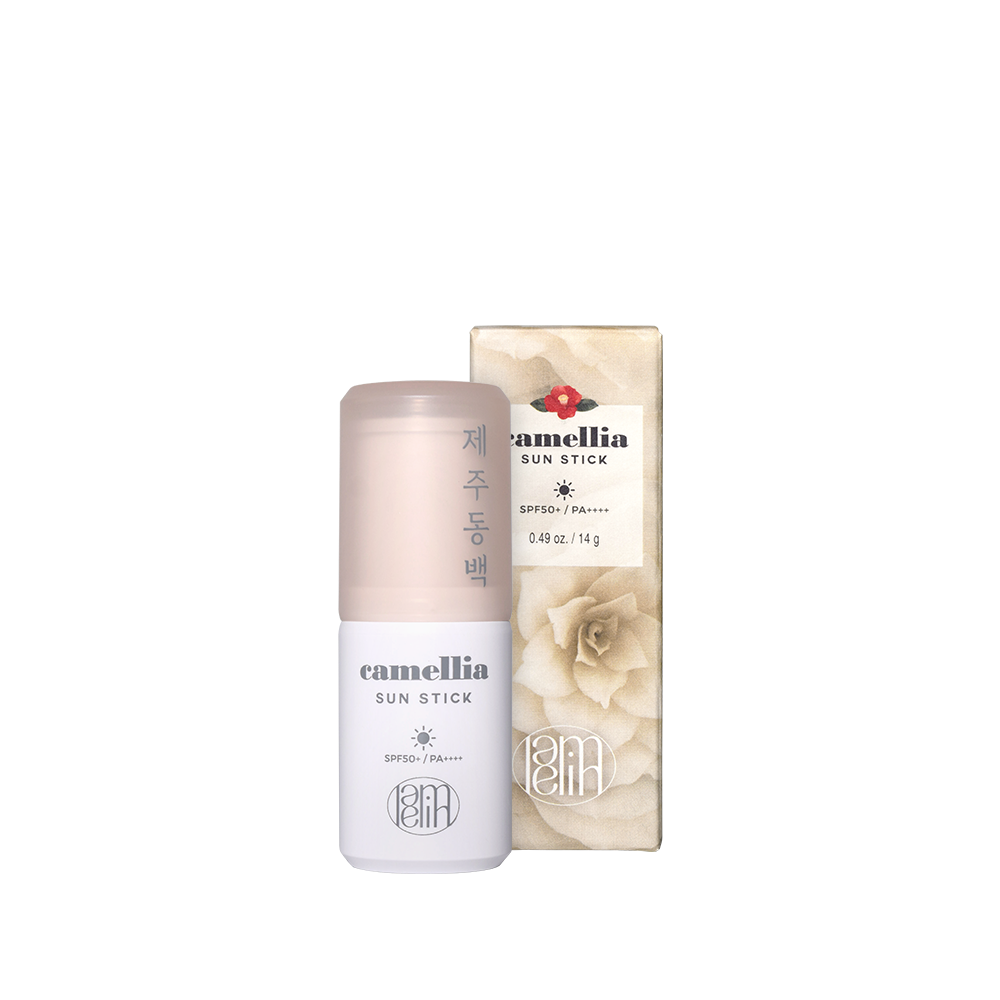 제주동백
camellia
SUN STICK
SPF50+ / PA++++
camellia
SUN STICK
SPF50+ / PA++++
0.49 oz. / 14 g